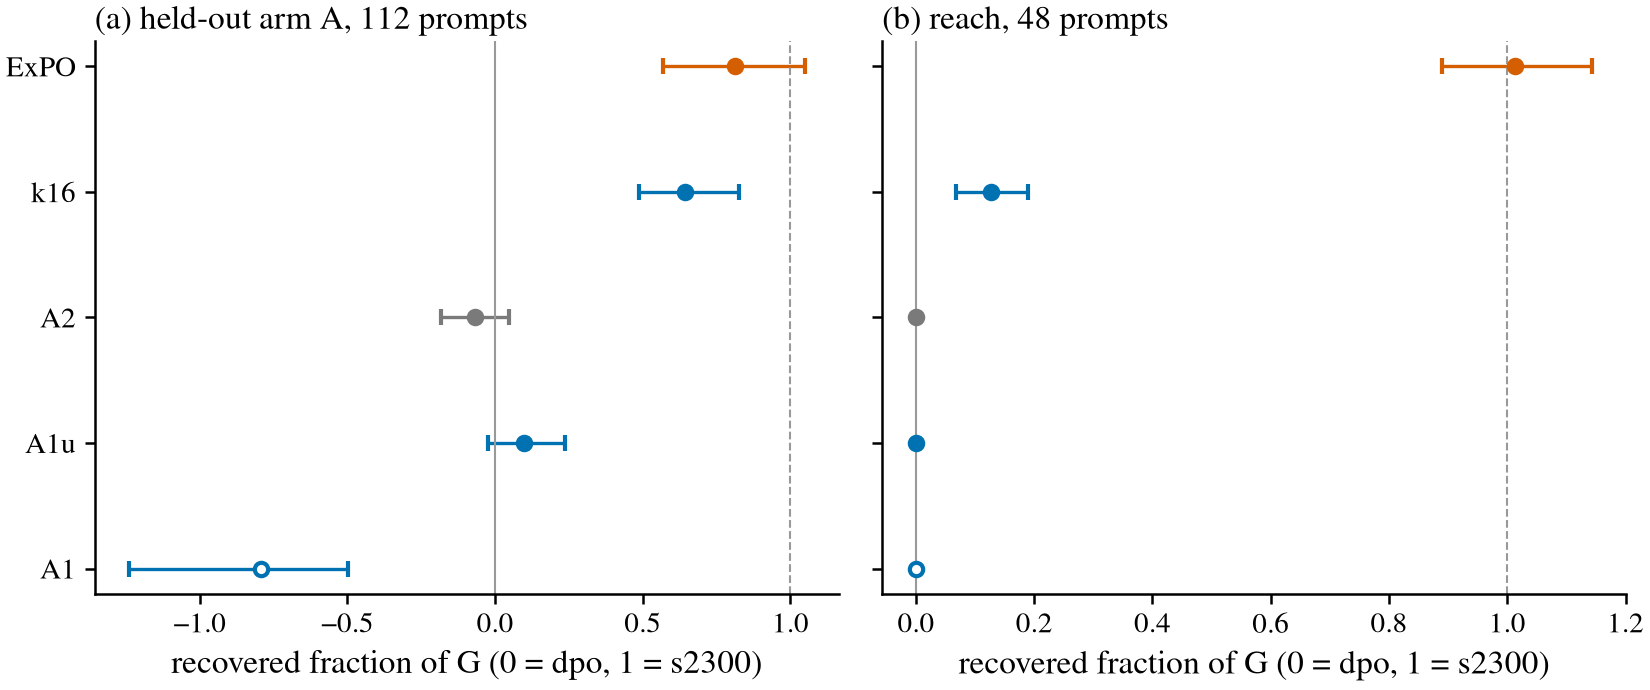 (a) held-out arm A, 112 prompts
(b) reach, 48 prompts
ExPO
k16
A2
A1u
A1
−1.0 −0.5 0.0 0.5 1.0
0.0 0.2 0.4 0.6 0.8 1.0 1.2
recovered fraction of G (0 = dpo, 1 = s2300)
recovered fraction of G (0 = dpo, 1 = s2300)